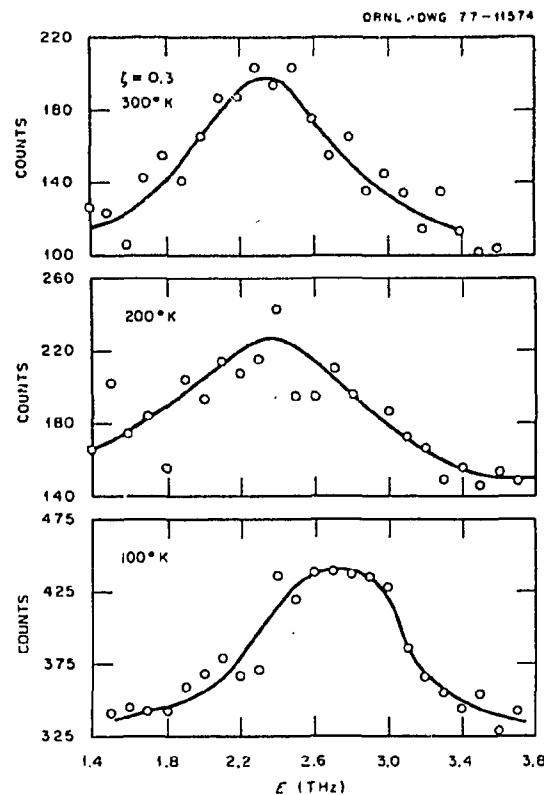 ORNL-DWG 77-11574
220
180
140
100
COUNTS
ζ = 0.3
300°K
260
220
180
140
COUNTS
200°K
475
425
375
325
COUNTS
100°K
1.4 1.8 2.2 2.6 3.0 3.4 3.8
ε (THz)